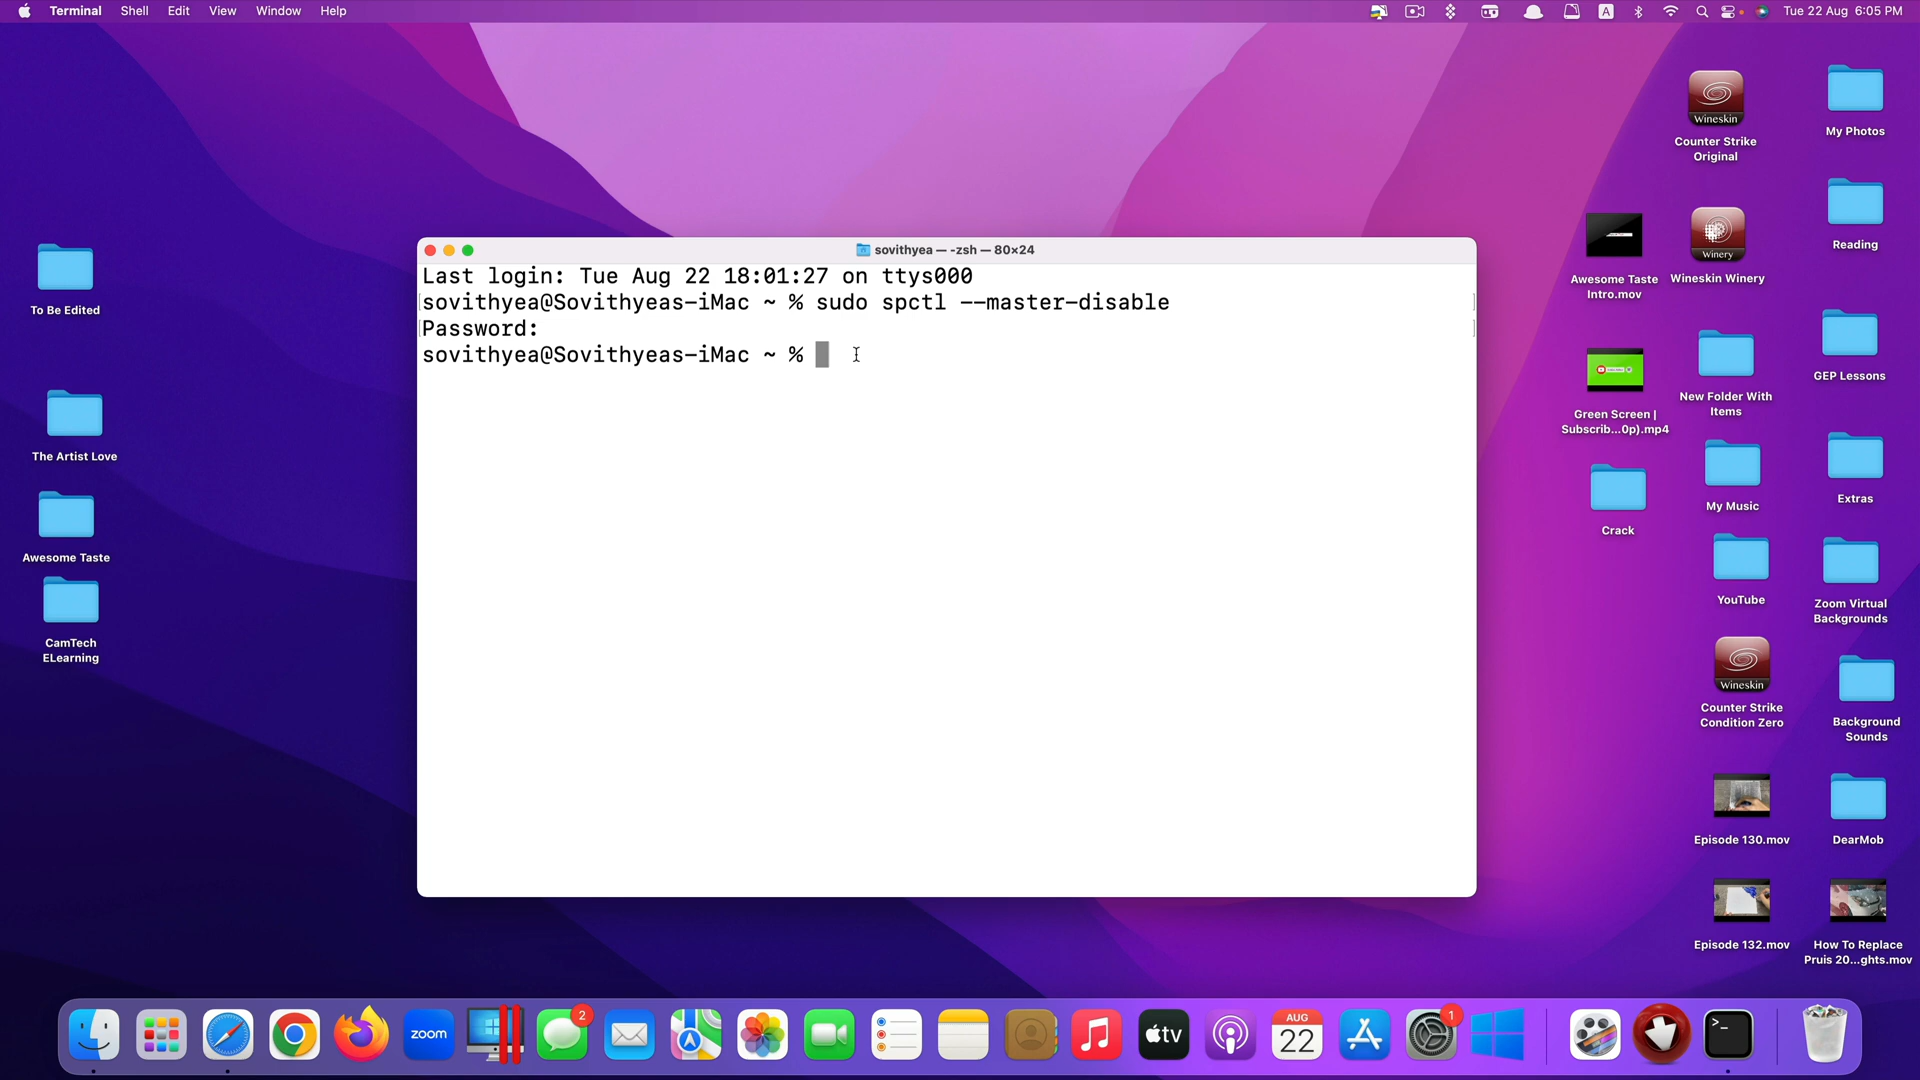 Terminal Shell Edit View Window Help
A
Tue 22 Aug 6:05 PM
sovithyea — -zsh — 80×24
Last login: Tue Aug 22 18:01:27 on ttys000
[sovithyea@Sovithyeas-iMac ~ % sudo spctl --master-disable ]
[Password: ]
sovithyea@Sovithyeas-iMac ~ %
To Be Edited
The Artist Love
Awesome Taste
CamTech
ELearning
Wineskin
Counter Strike
Original
My Photos
Reading
Awesome Taste
Intro.mov
Winery
Wineskin Winery
GEP Lessons
Green Screen |
Subscrib...0p).mp4
New Folder With
Items
Crack
My Music
Extras
YouTube
Zoom Virtual
Backgrounds
Wineskin
Counter Strike
Condition Zero
Background
Sounds
Episode 130.mov
DearMob
Episode 132.mov
How To Replace
Pruis 20...ghts.mov
zoom
2
tv
AUG
22
1
>_